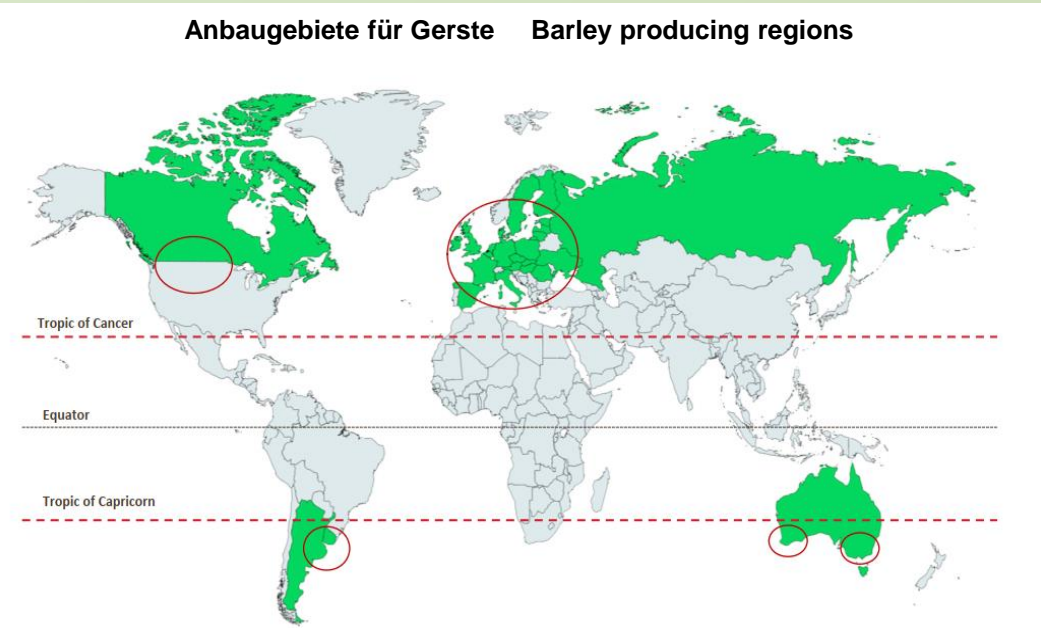 Anbaugebiete für Gerste Barley producing regions
Tropic of Cancer
Equator
Tropic of Capricorn